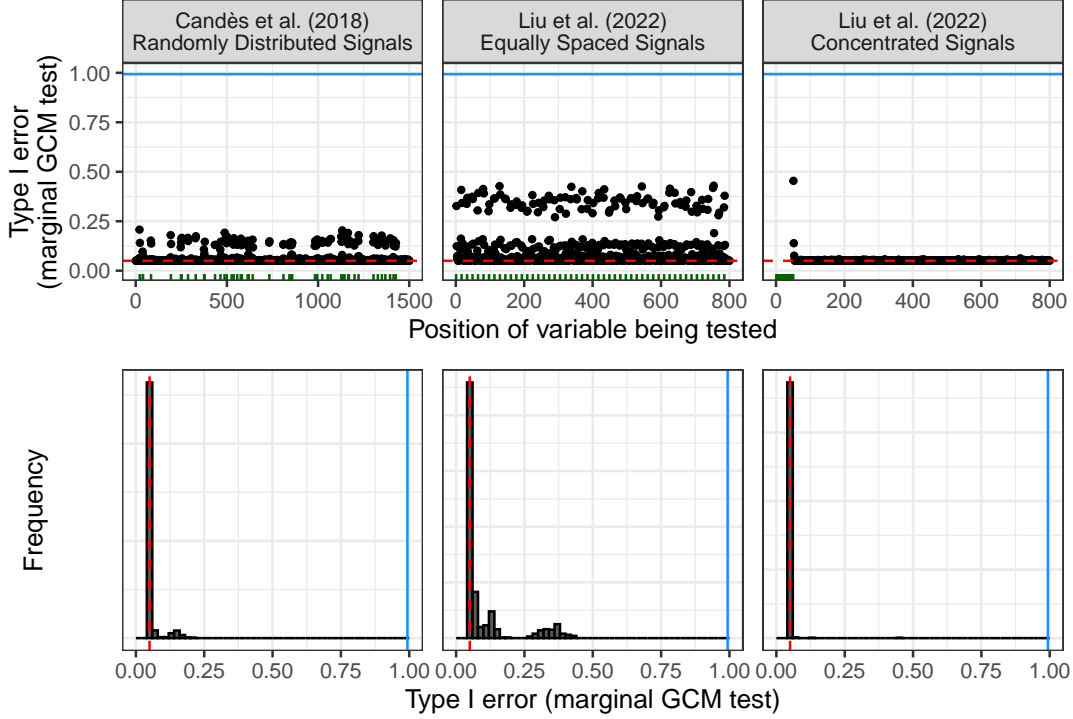 Candès et al. (2018)
Randomly Distributed Signals
Liu et al. (2022)
Equally Spaced Signals
Liu et al. (2022)
Concentrated Signals
Type I error
(marginal GCM test)
1.00
0.75
0.50
0.25
0.00
0 500 1000 1500
0 200 400 600 800
0 200 400 600 800
Position of variable being tested
Frequency
0.00 0.25 0.50 0.75 1.00
0.00 0.25 0.50 0.75 1.00
0.00 0.25 0.50 0.75 1.00
Type I error (marginal GCM test)